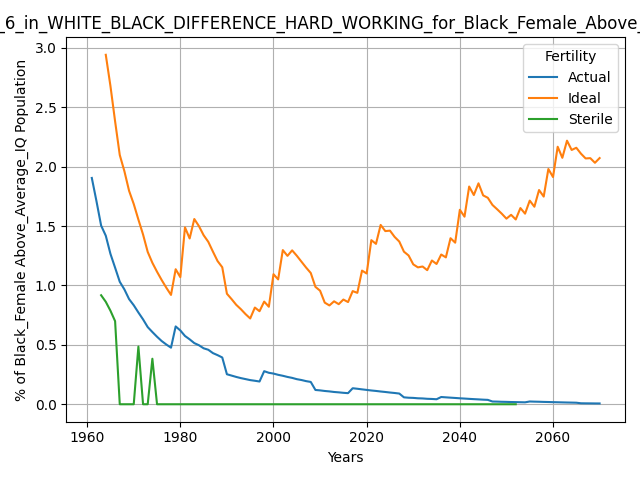 _6_in_WHITE_BLACK_DIFFERENCE_HARD_WORKING_for_Black_Female_Above_
% of Black_Female Above_Average_IQ Population
3.0
2.5
2.0
1.5
1.0
0.5
0.0
Fertility
Actual
Ideal
Sterile
1960 1980 2000 2020 2040 2060
Years